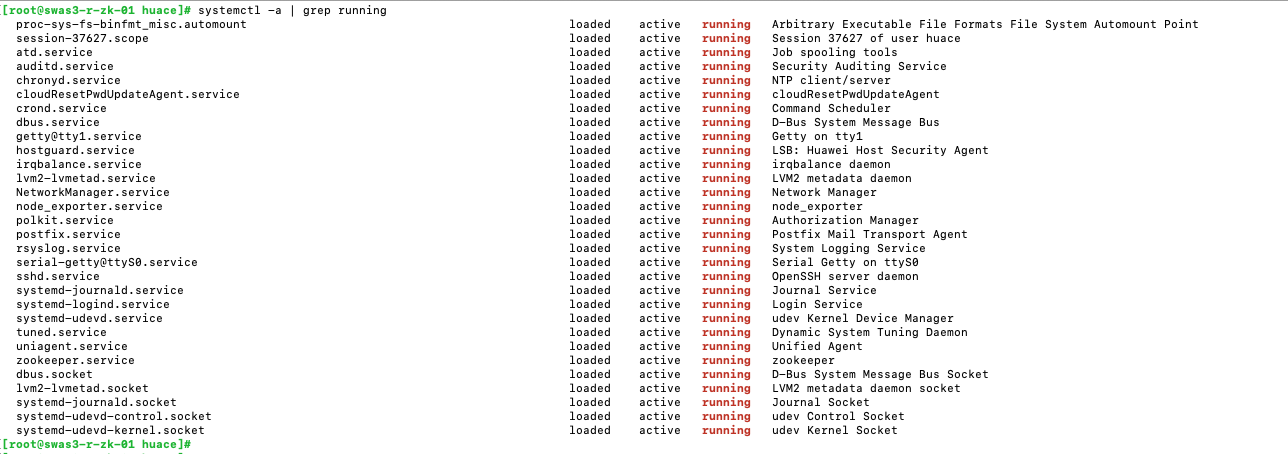 [[root@swas3-r-zk-01 huace]# systemctl -a | grep running
proc-sys-fs-binfmt_misc.automount loaded active running Arbitrary Executable File Formats File System Automount Point
session-37627.scope loaded active running Session 37627 of user huace
atd.service loaded active running Job spooling tools
auditd.service loaded active running Security Auditing Service
chronyd.service loaded active running NTP client/server
cloudResetPwdUpdateAgent.service loaded active running cloudResetPwdUpdateAgent
crond.service loaded active running Command Scheduler
dbus.service loaded active running D-Bus System Message Bus
getty@tty1.service loaded active running Getty on tty1
hostguard.service loaded active running LSB: Huawei Host Security Agent
irqbalance.service loaded active running irqbalance daemon
lvm2-lvmetad.service loaded active running LVM2 metadata daemon
NetworkManager.service loaded active running Network Manager
node_exporter.service loaded active running node_exporter
polkit.service loaded active running Authorization Manager
postfix.service loaded active running Postfix Mail Transport Agent
rsyslog.service loaded active running System Logging Service
serial-getty@ttyS0.service loaded active running Serial Getty on ttyS0
sshd.service loaded active running OpenSSH server daemon
systemd-journald.service loaded active running Journal Service
systemd-logind.service loaded active running Login Service
systemd-udevd.service loaded active running udev Kernel Device Manager
tuned.service loaded active running Dynamic System Tuning Daemon
uniagent.service loaded active running Unified Agent
zookeeper.service loaded active running zookeeper
dbus.socket loaded active running D-Bus System Message Bus Socket
lvm2-lvmetad.socket loaded active running LVM2 metadata daemon socket
systemd-journald.socket loaded active running Journal Socket
systemd-udevd-control.socket loaded active running udev Control Socket
systemd-udevd-kernel.socket loaded active running udev Kernel Socket
[[root@swas3-r-zk-01 huace]#